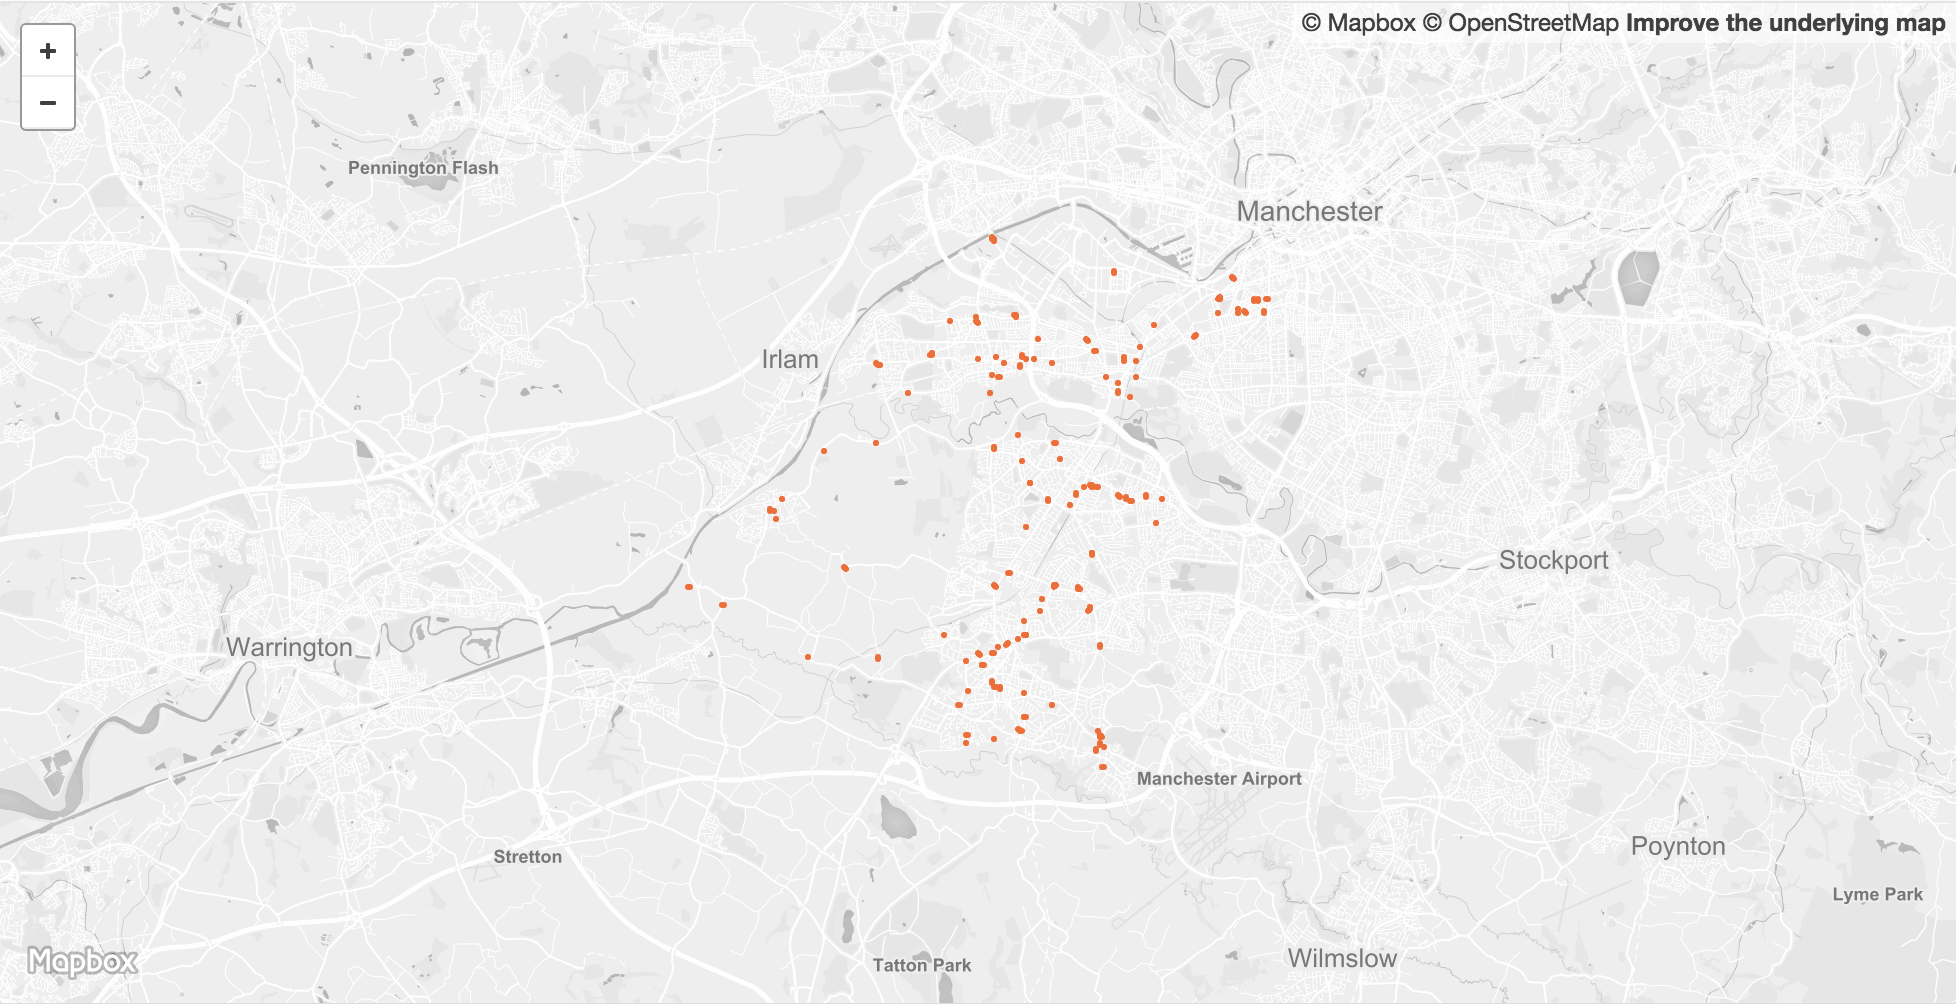 +
© Mapbox © OpenStreetMap Improve the underlying map
−
Pennington Flash
Manchester
Irlam
Stockport
Warrington
Manchester Airport
Stretton
Poynton
Lyme Park
Mapbox
Tatton Park
Wilmslow